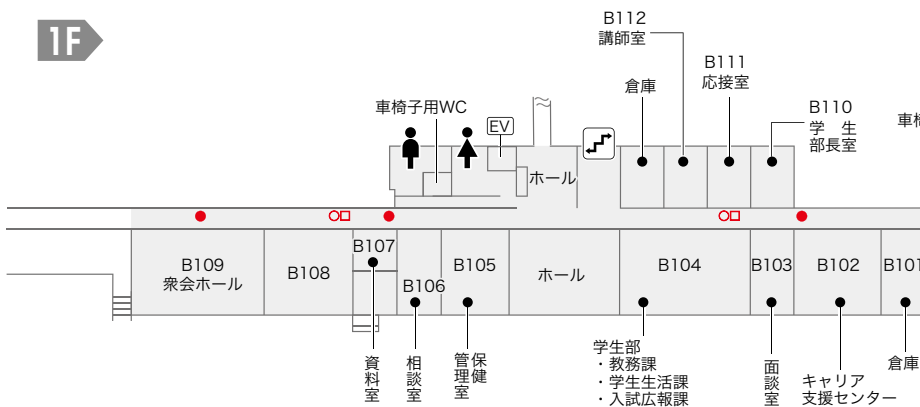 1F
B112
講師室
B111
応接室
倉庫
B110
学 生
部長室
車椅子用WC
EV
車椅
ホール
B109
衆会ホール
B108
B107
B106
B105
ホール
B104
B103
B102
B101
資料室
相談室
保健
管理室
学生部
・教務課
・学生生活課
・入試広報課
面談室
キャリア
支援センター
倉庫